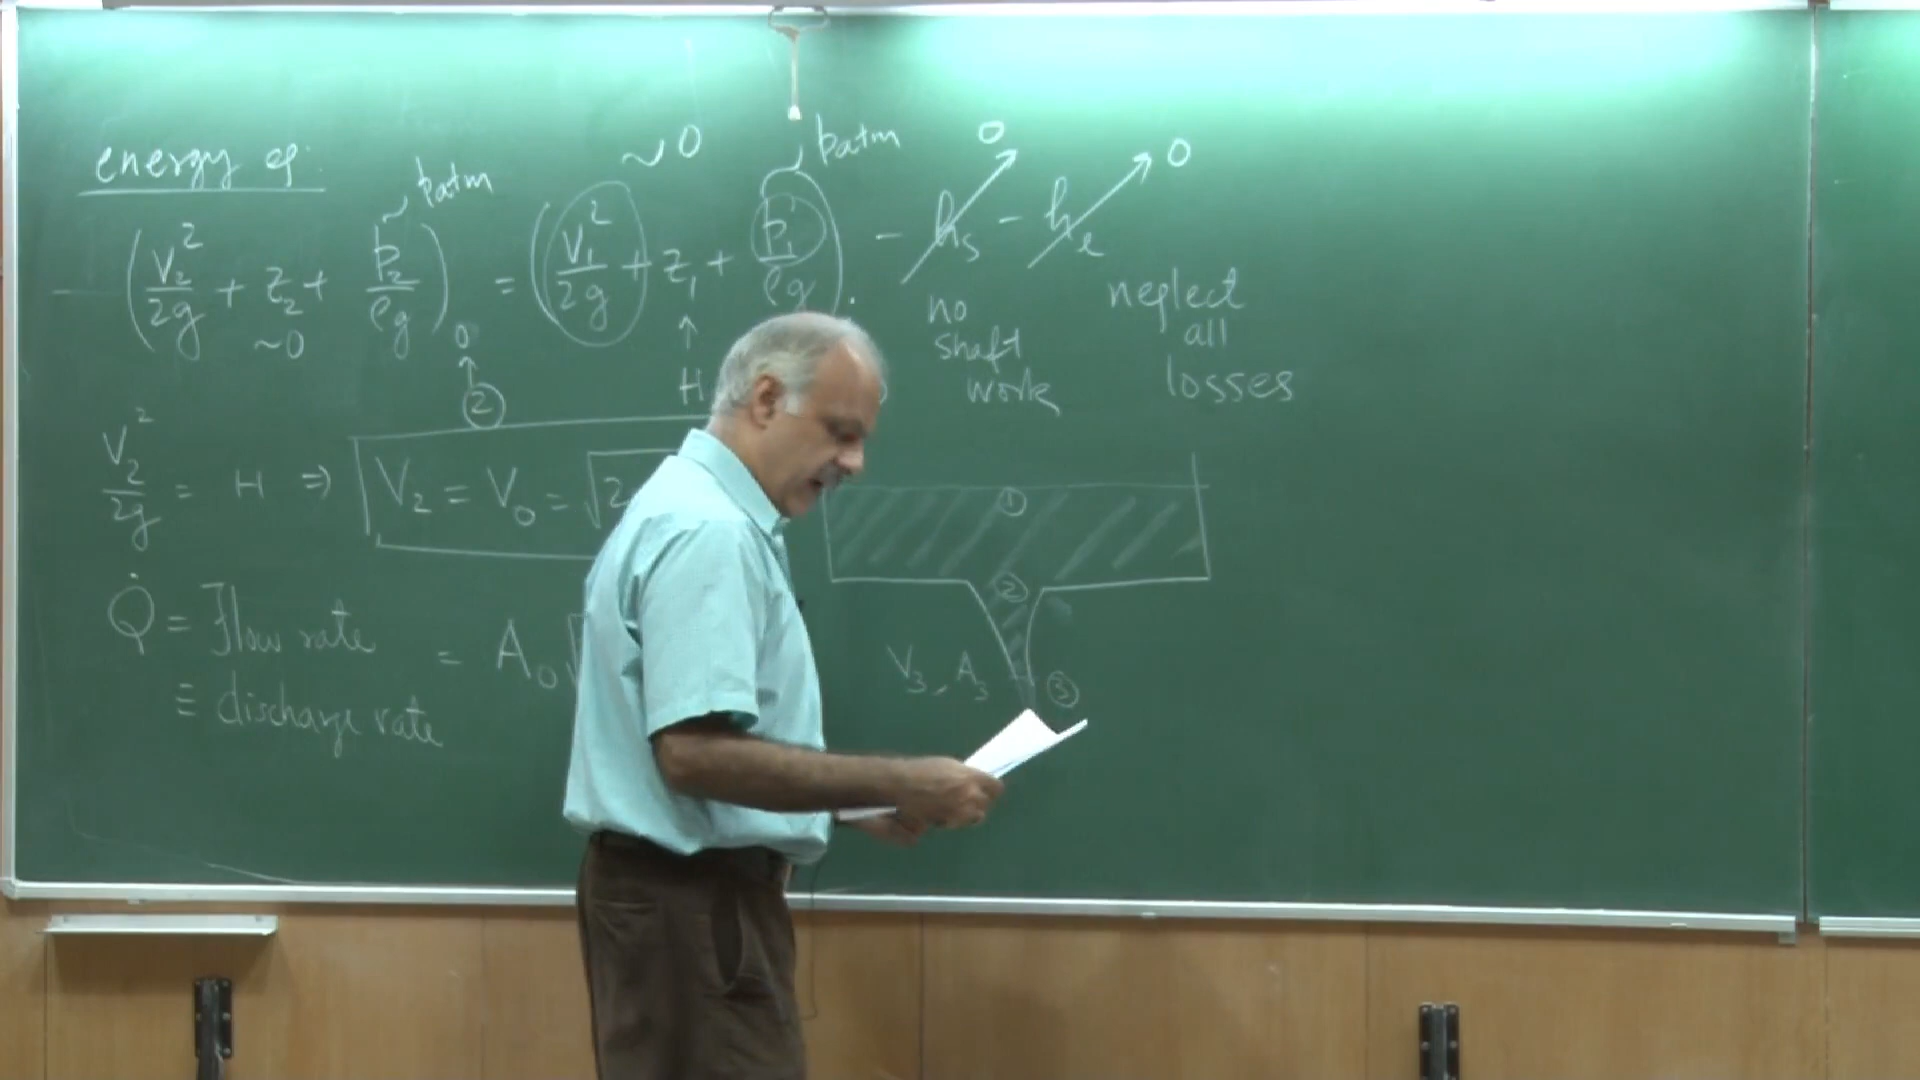 energy eq:
~ patm ~ 0 patm 0 0
(V₂²/2g + z₂ + p₂/ρg) = (V₁²/2g + z₁ + p₁/ρg) - hs - hl
~0 0 ↑ H
②
no shaft work
neglect all losses
V₂²/2g = H ⇒ V₂ = V₀ = √2
Q̇ = Flow rate = A₀√
≡ discharge rate
①
②
V₃, A₃ ③